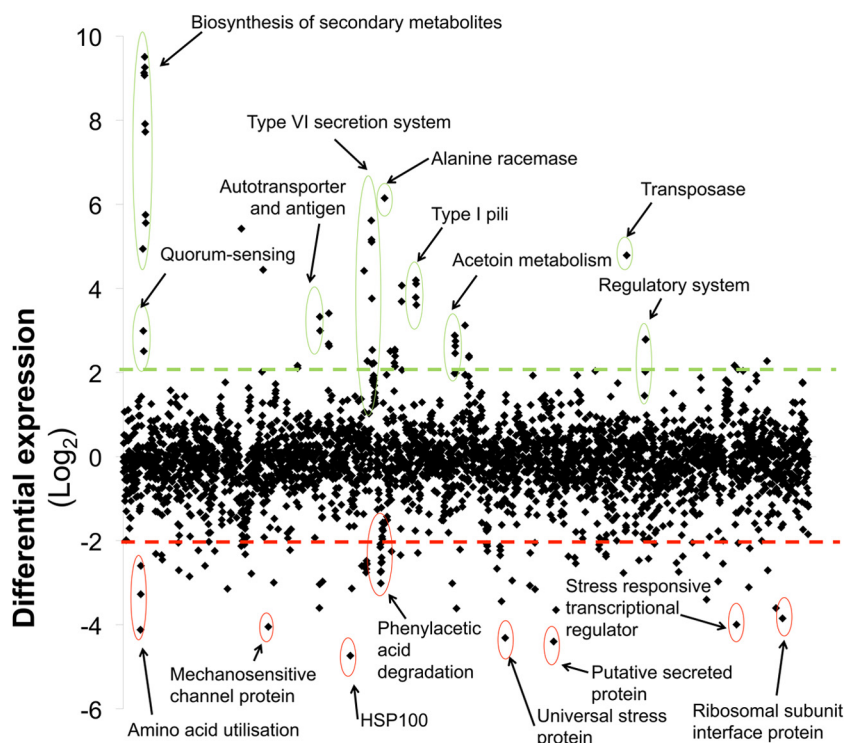 Biosynthesis of secondary metabolites
10
Type VI secretion system
8
Alanine racemase
Autotransporter
and antigen
Transposase
6
Type I pili
Quorum-sensing
Acetoin metabolism
Regulatory system
4
2
Differential expression
(Log2)
0
-2
Stress responsive
transcriptional
regulator
-4
Phenylacetic
acid
degradation
Mechanosensitive
channel protein
Putative secreted
protein
-6
Amino acid utilisation
HSP100
Universal stress
protein
Ribosomal subunit
interface protein